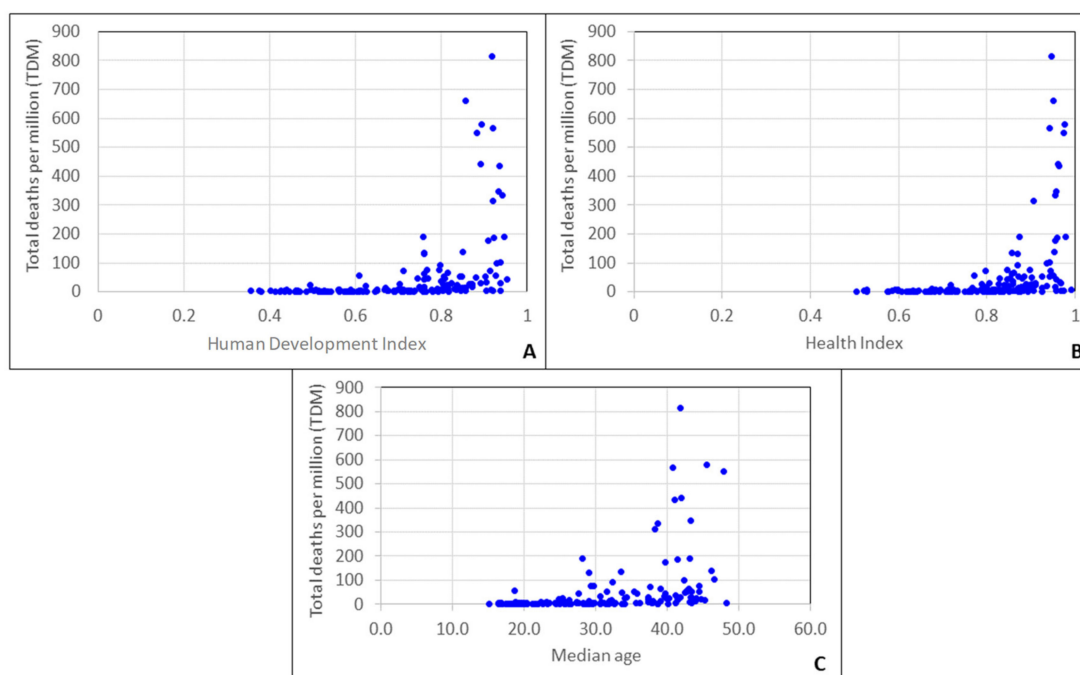 Total deaths per million (TDM)
900
800
700
600
500
400
300
200
100
0
0 0.2 0.4 0.6 0.8 1
Human Development Index
A
Total deaths per million (TDM)
900
800
700
600
500
400
300
200
100
0
0 0.2 0.4 0.6 0.8 1
Health Index
B
Total deaths per million (TDM)
900
800
700
600
500
400
300
200
100
0
0.0 10.0 20.0 30.0 40.0 50.0 60.0
Median age
C